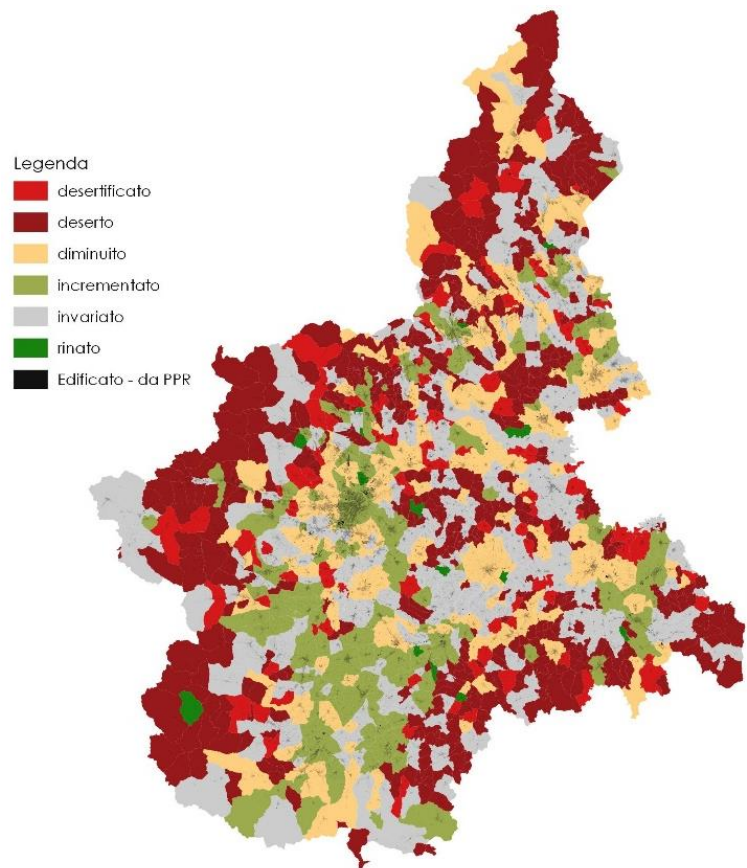 Legenda
desertificato
deserto
diminuito
incrementato
invariato
rinato
Edificato - da PPR